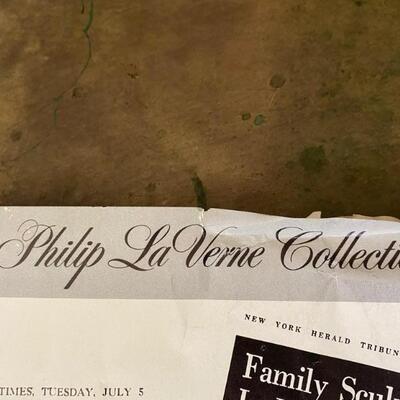 Philip LaVerne Collecti
NEW YORK HERALD TRIBUN
Family Scul
TIMES, TUESDAY, JULY 5